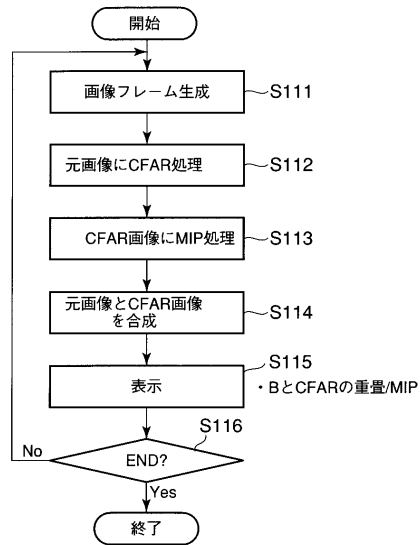 開始
画像フレーム生成
S111
元画像にCFAR処理
S112
CFAR画像にMIP処理
S113
元画像とCFAR画像
を合成
S114
表示
S115
・BとCFARの重畳/MIP
END?
S116
No
Yes
終了